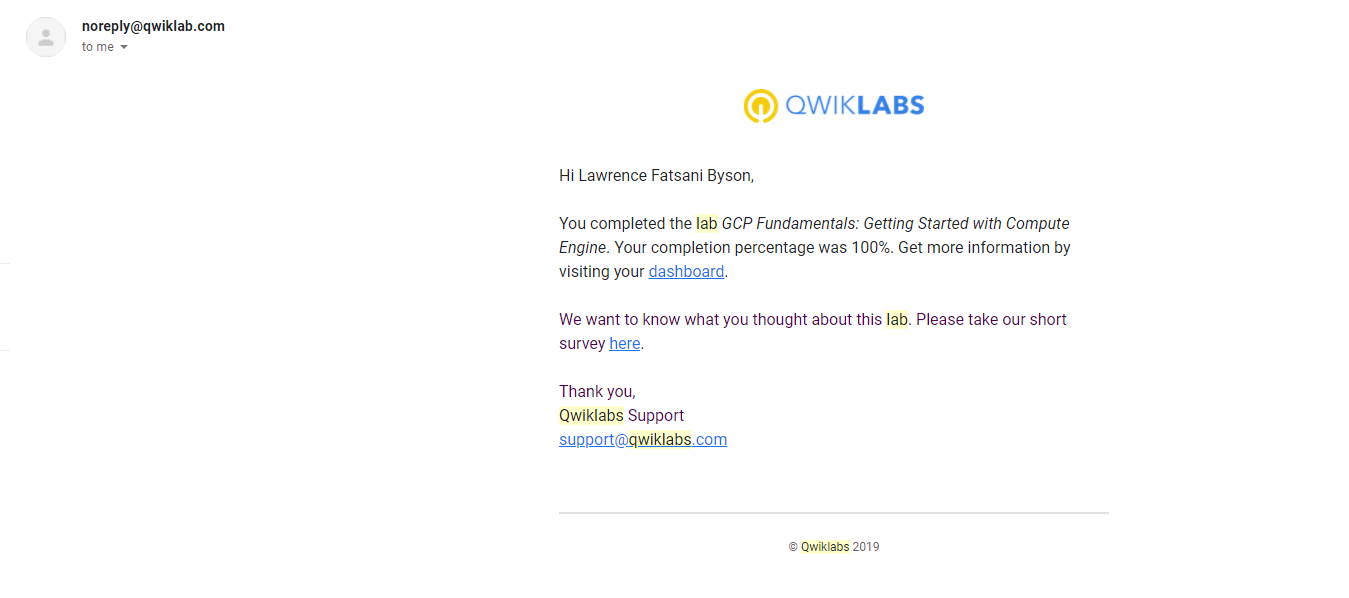 noreply@qwiklab.com
to me
QWIKLABS
Hi Lawrence Fatsani Byson,
You completed the lab GCP Fundamentals: Getting Started with Compute
Engine. Your completion percentage was 100%. Get more information by
visiting your dashboard.
We want to know what you thought about this lab. Please take our short
survey here.
Thank you,
Qwiklabs Support
support@qwiklabs.com
© Qwiklabs 2019